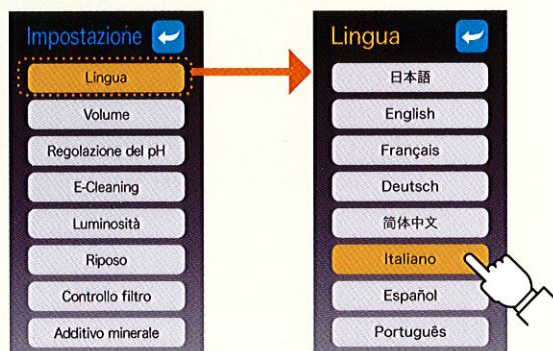 Impostazione
Lingua
Volume
Regolazione del pH
E-Cleaning
Luminosità
Riposo
Controllo filtro
Additivo minerale
Lingua
日本語
English
Français
Deutsch
简体中文
Italiano
Español
Português